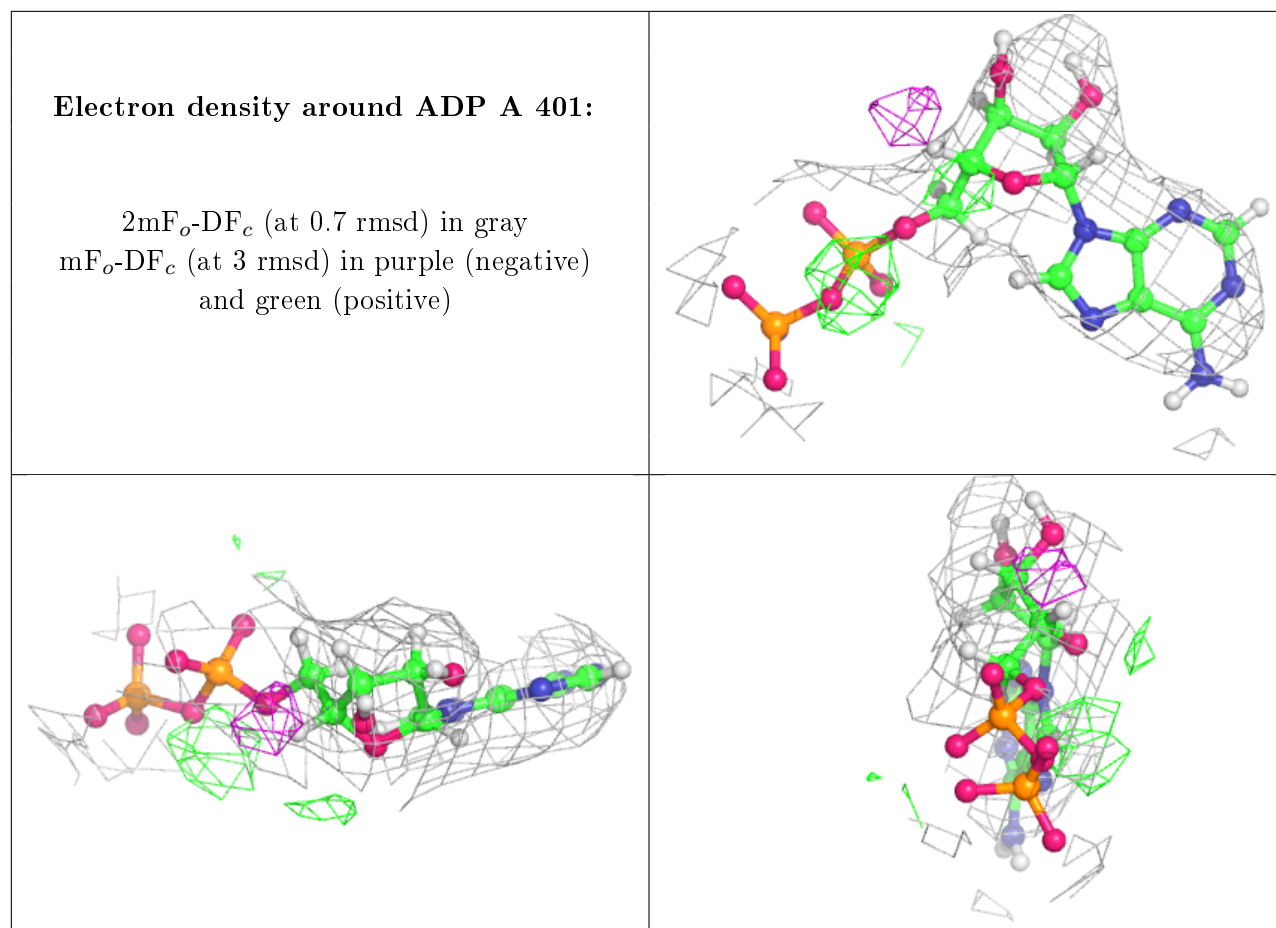 Electron density around ADP A 401:
2mFo-DFc (at 0.7 rmsd) in gray
mFo-DFc (at 3 rmsd) in purple (negative)
and green (positive)